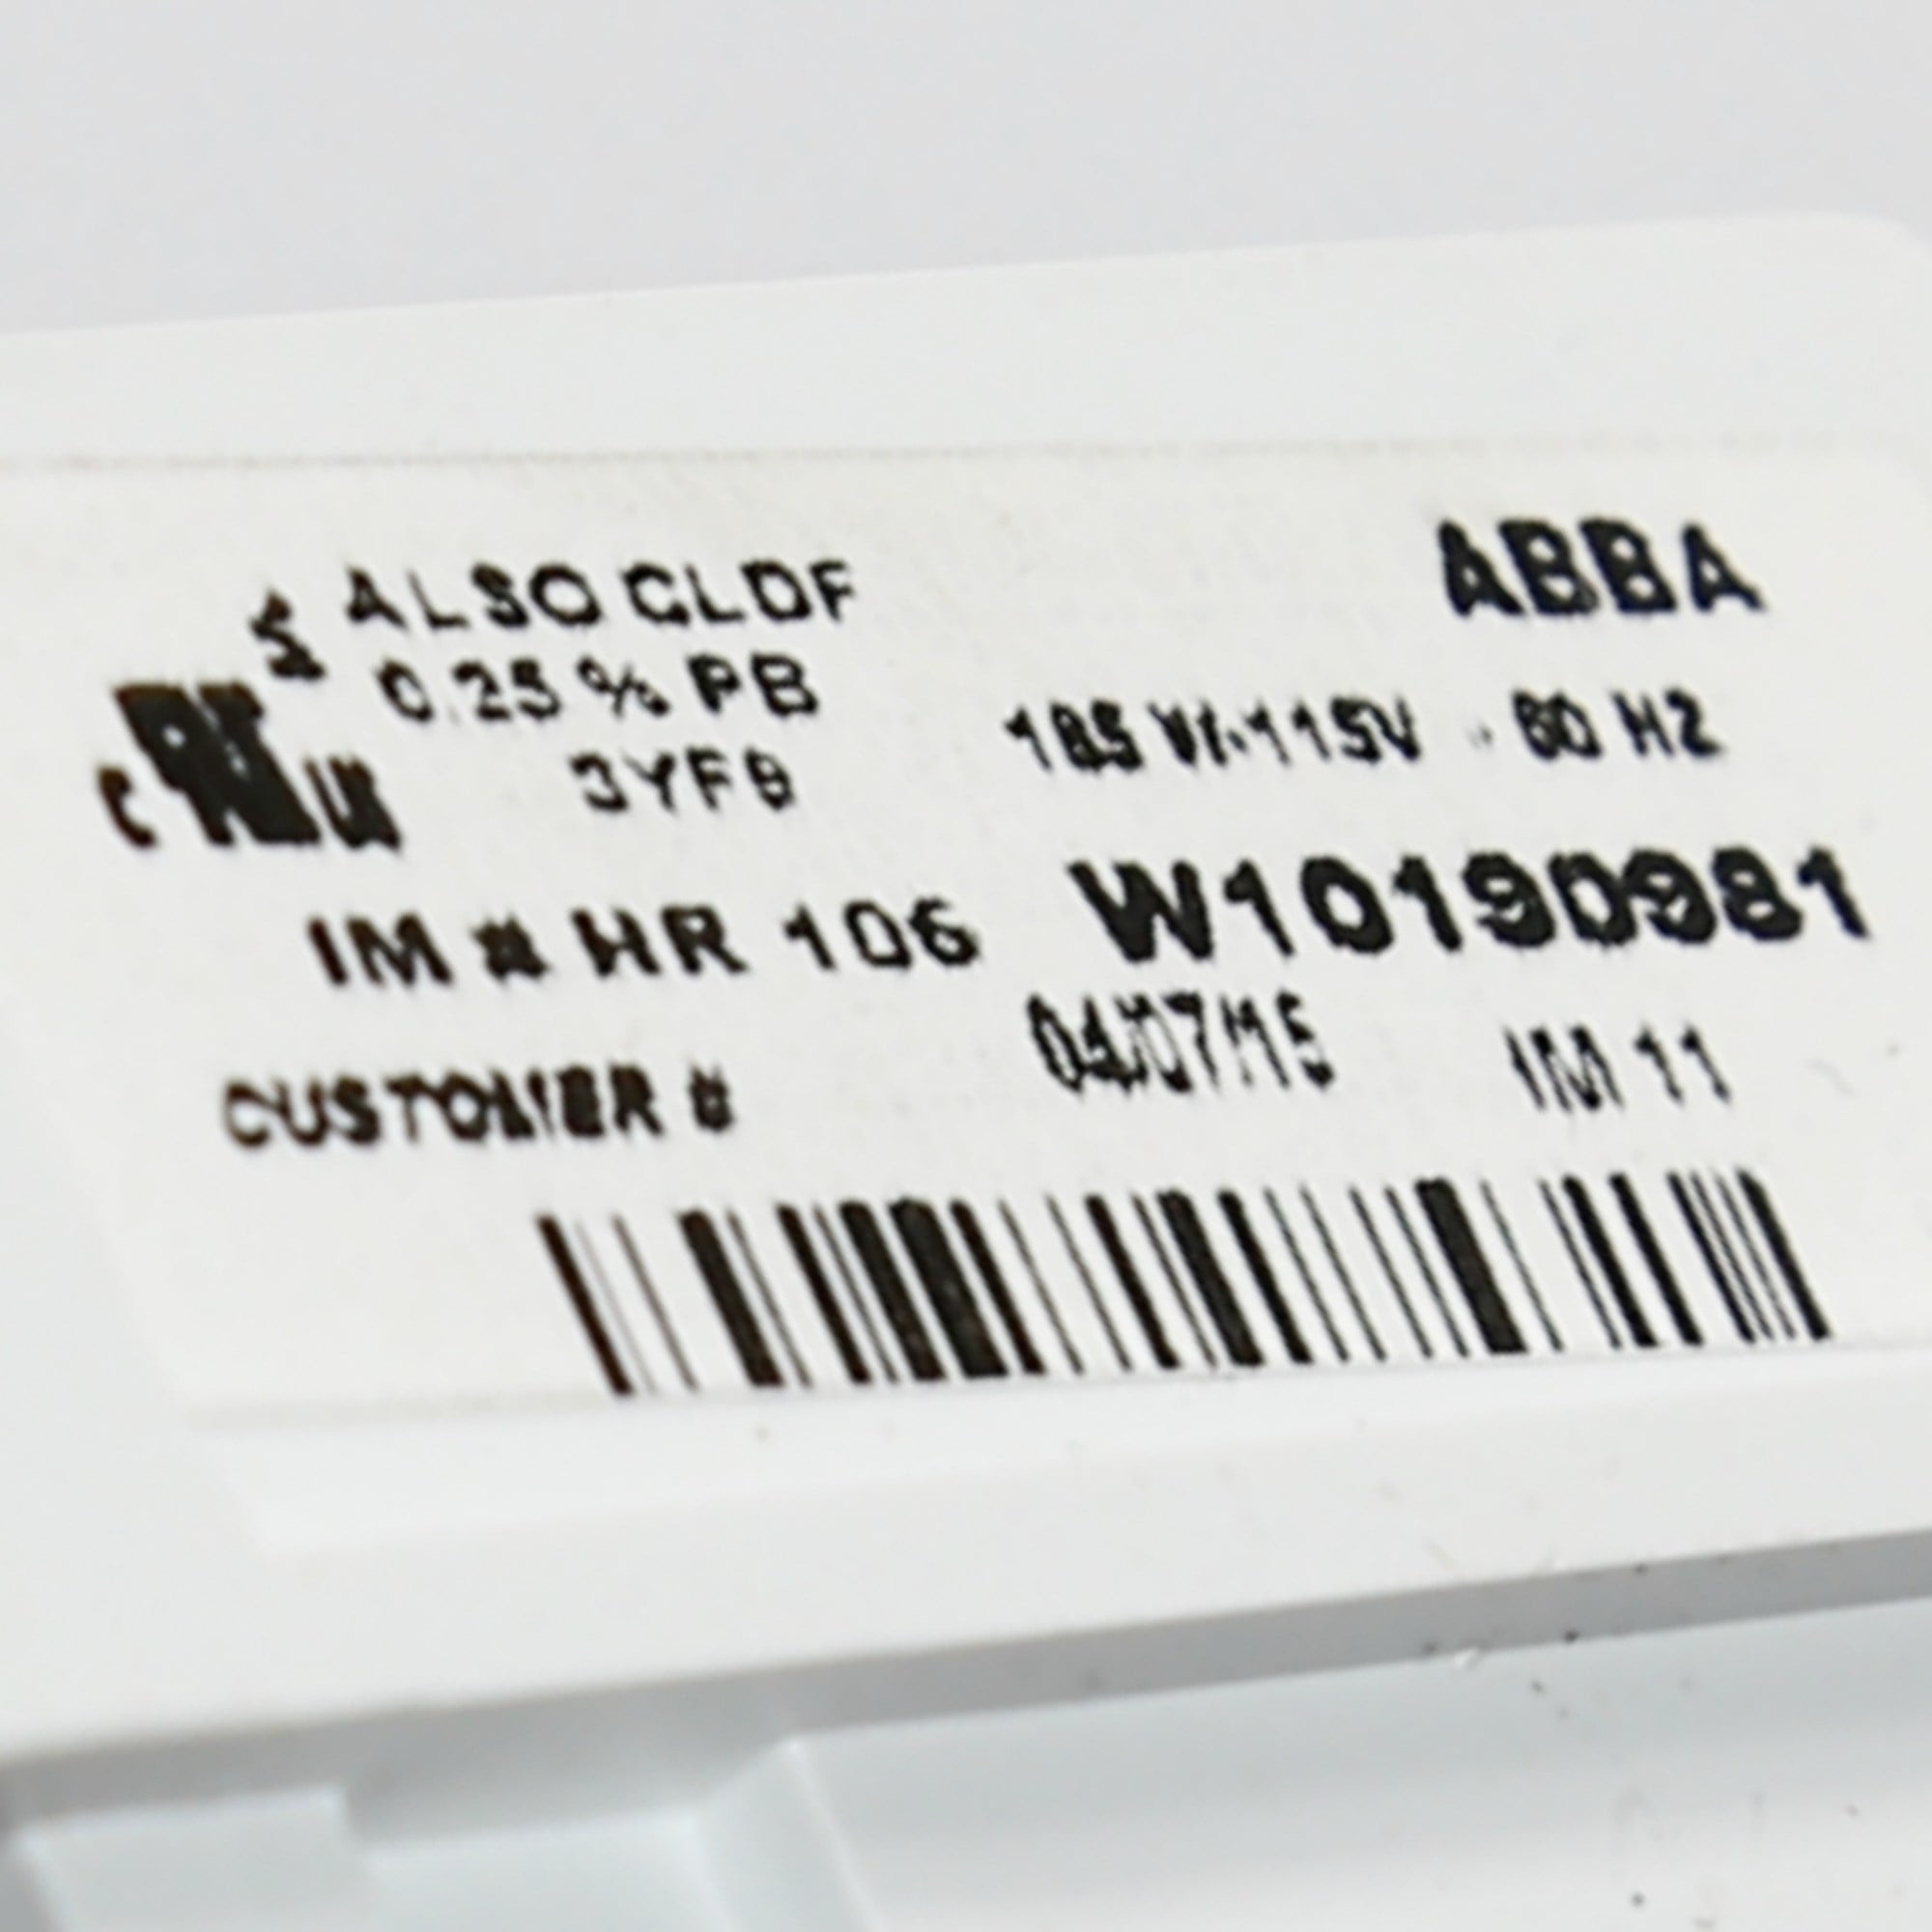 ABBA
ALSO CLDF
0.25 % PB
185 W-115V 60 HZ
3YF9
IM # HR 106
W10190981
04/07/15
IM 11
CUSTOMER #